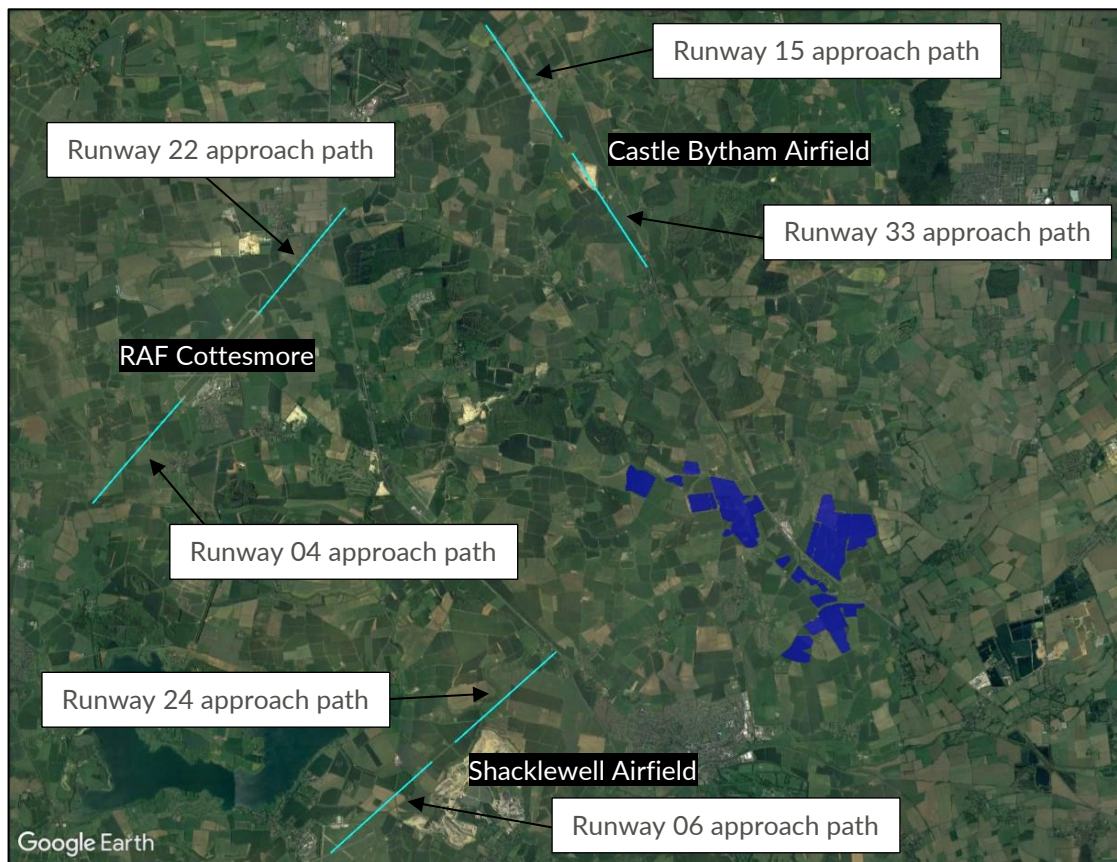 Runway 15 approach path
Runway 22 approach path
Castle Bytham Airfield
Runway 33 approach path
RAF Cottesmore
Runway 04 approach path
Runway 24 approach path
Shacklewell Airfield
Runway 06 approach path
Google Earth